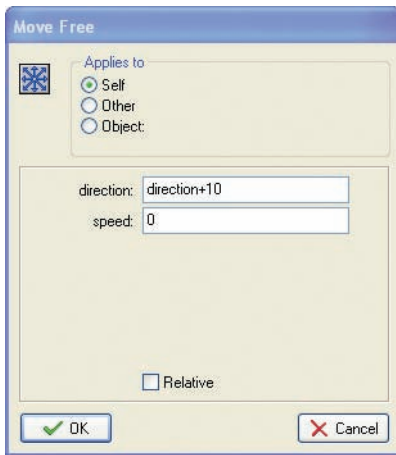 Move Free
Applies to
Self
Other
Object:
direction: direction+10
speed: 0
Relative
OK
Cancel